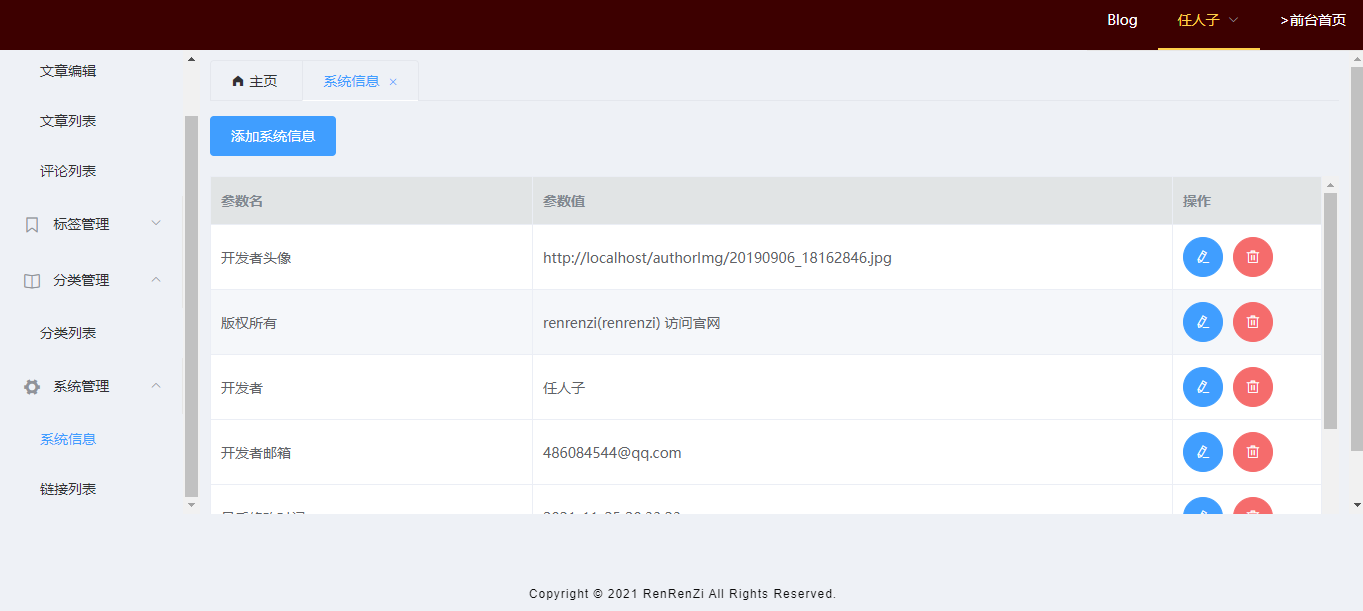 Blog
任人子
>前台首页
文章编辑
文章列表
评论列表
标签管理
分类管理
分类列表
系统管理
系统信息
链接列表
主页
系统信息 ×
添加系统信息
参数名 参数值 操作
开发者头像 http://localhost/authorImg/20190906_18162846.jpg
版权所有 renrenzi(renrenzi) 访问官网
开发者 任人子
开发者邮箱 486084544@qq.com
Copyright © 2021 RenRenZi All Rights Reserved.